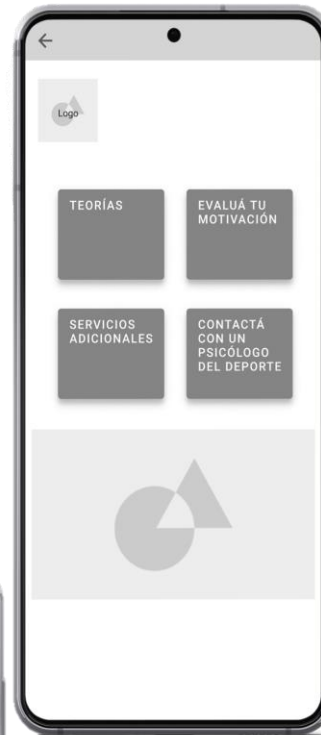 Logo
TEORÍAS
EVALUÁ TU
MOTIVACIÓN
SERVICIOS
ADICIONALES
CONTACTÁ
CON UN
PSICÓLOGO
DEL DEPORTE